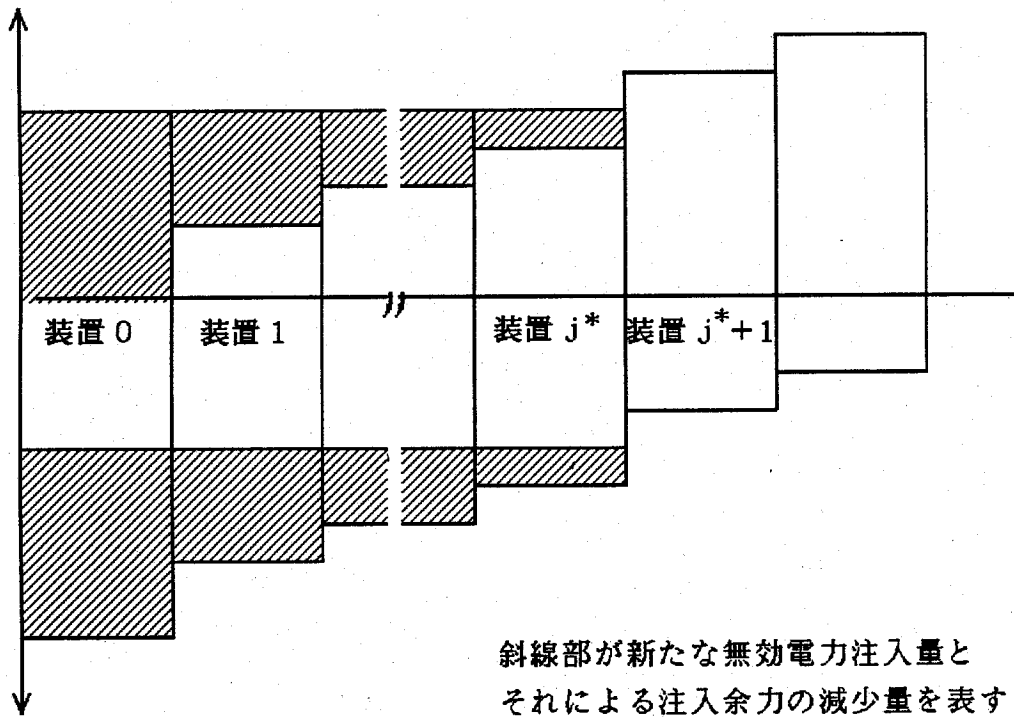 装置 0
装置 1
装置 j*
装置 j*+1
斜線部が新たな無効電力注入量と
それによる注入余力の減少量を表す